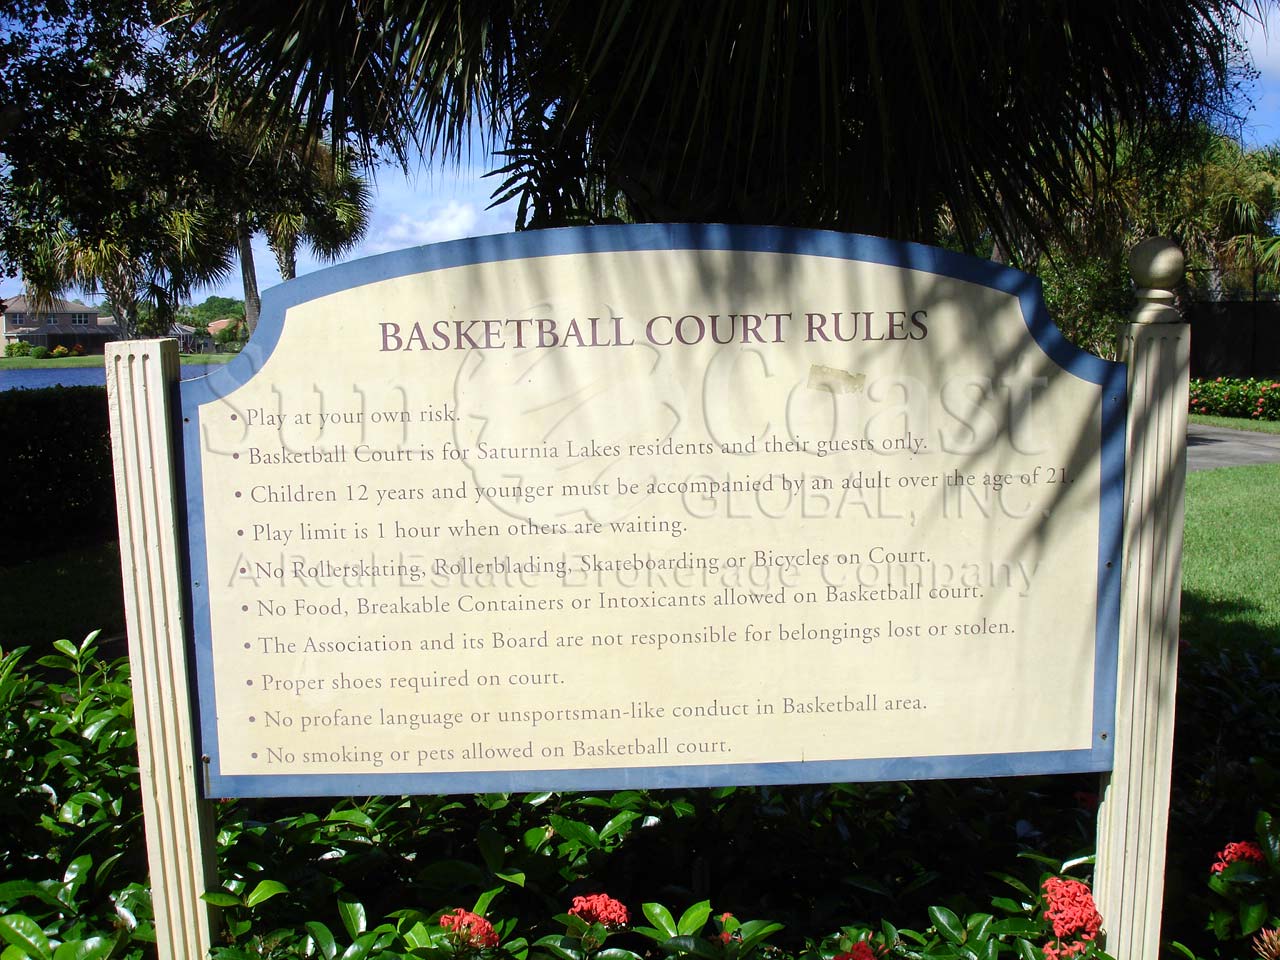 BASKETBALL COURT RULES
• Play at your own risk.
• Basketball Court is for Saturnia Lakes residents and their guests only.
• Children 12 years and younger must be accompanied by an adult over the age of 21.
• Play limit is 1 hour when others are waiting.
• No Rollerskating, Rollerblading, Skateboarding or Bicycles on Court.
• No Food, Breakable Containers or Intoxicants allowed on Basketball court.
• The Association and its Board are not responsible for belongings lost or stolen.
• Proper shoes required on court.
• No profane language or unsportsman-like conduct in Basketball area.
• No smoking or pets allowed on Basketball court.
Sun Coast
GLOBAL, INC.
A Real Estate Brokerage Company